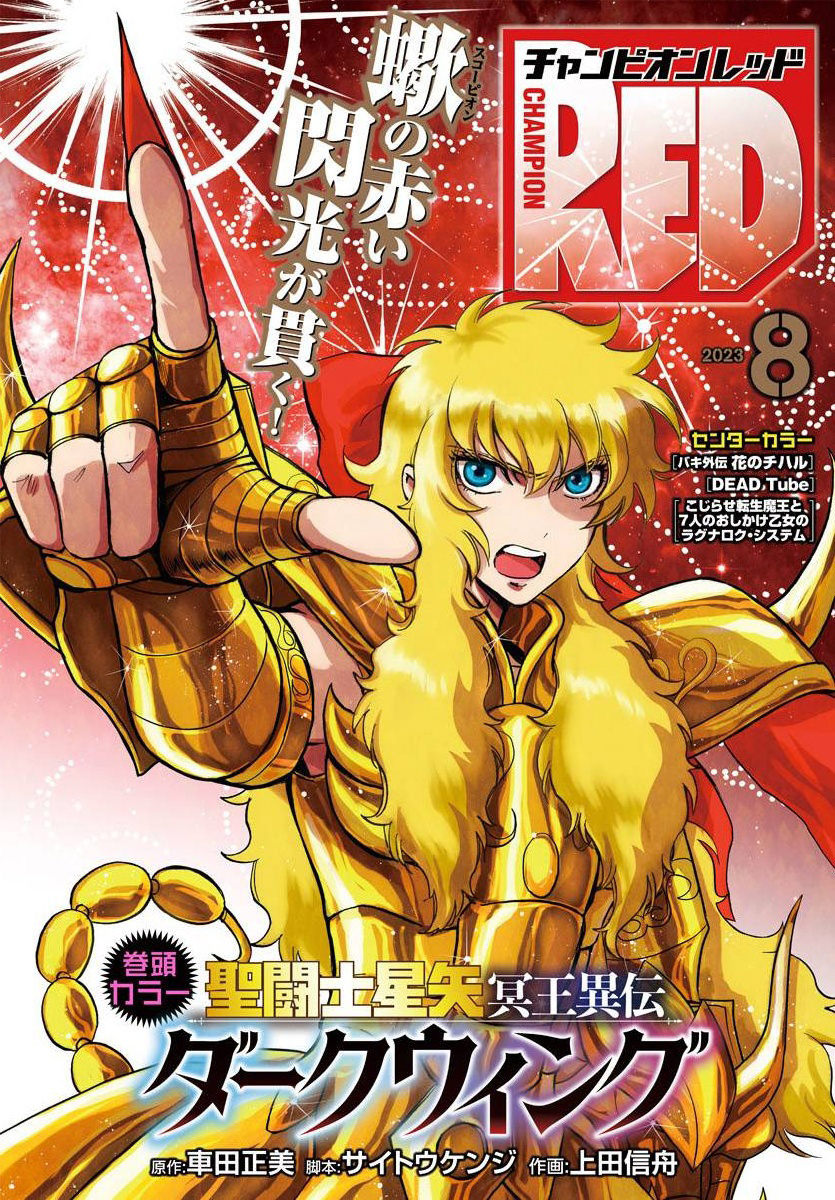 チャンピオンレッド
CHAMPION
RED
スコーピオン
蠍の赤い
閃光が貫く!
2023 8
センターカラー
[バキ外伝 花のチハル]
[DEAD Tube]
[こじらせ転生魔王と、
7人のおしかけ乙女の
ラグナロク・システム]
巻頭
カラー
聖闘士星矢 冥王異伝
ダークウィング
原作:車田正美 脚本:サイトウケンジ 作画:上田信舟